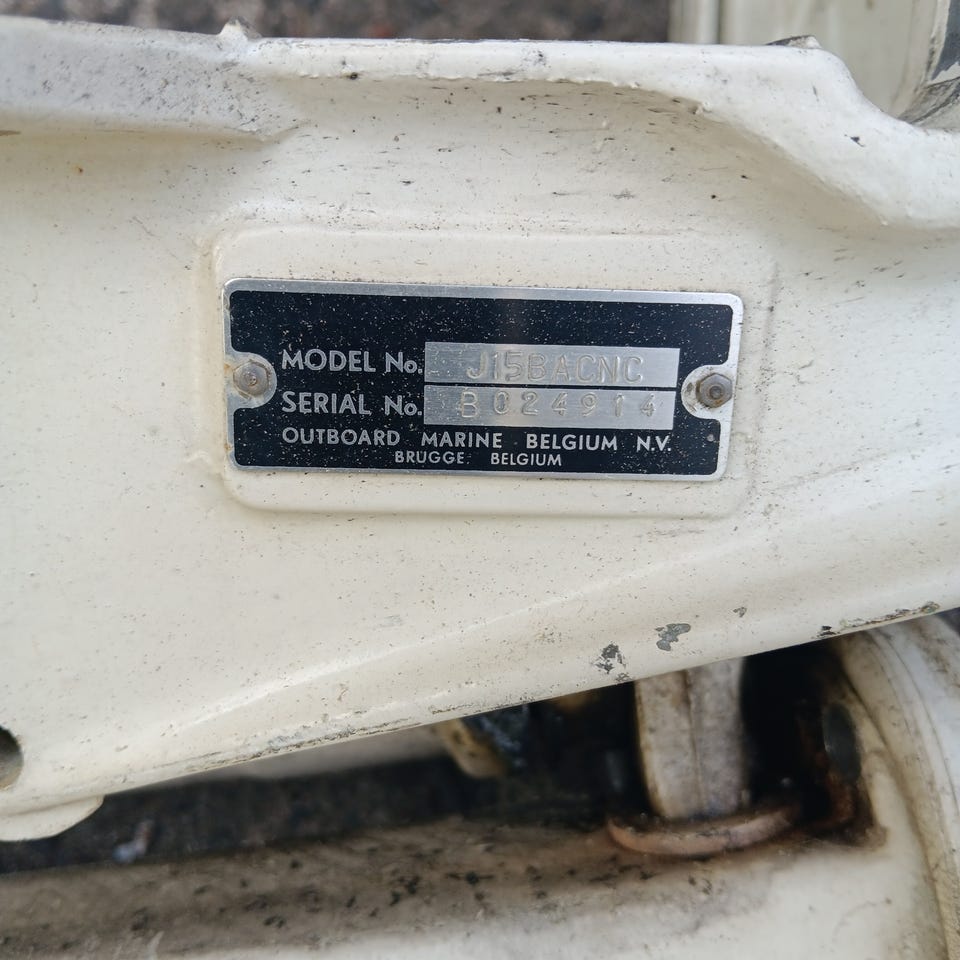 MODEL No. J15BACNC
SERIAL No. B024914
OUTBOARD MARINE BELGIUM N.V.
BRUGGE BELGIUM